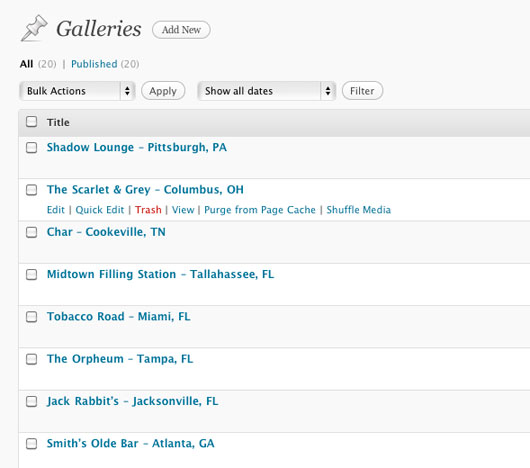 Galleries Add New
All (20) | Published (20)
Bulk Actions Apply Show all dates Filter
Title
Shadow Lounge – Pittsburgh, PA
The Scarlet & Grey – Columbus, OH
Edit | Quick Edit | Trash | View | Purge from Page Cache | Shuffle Media
Char – Cookeville, TN
Midtown Filling Station – Tallahassee, FL
Tobacco Road – Miami, FL
The Orpheum – Tampa, FL
Jack Rabbit's – Jacksonville, FL
Smith's Olde Bar – Atlanta, GA